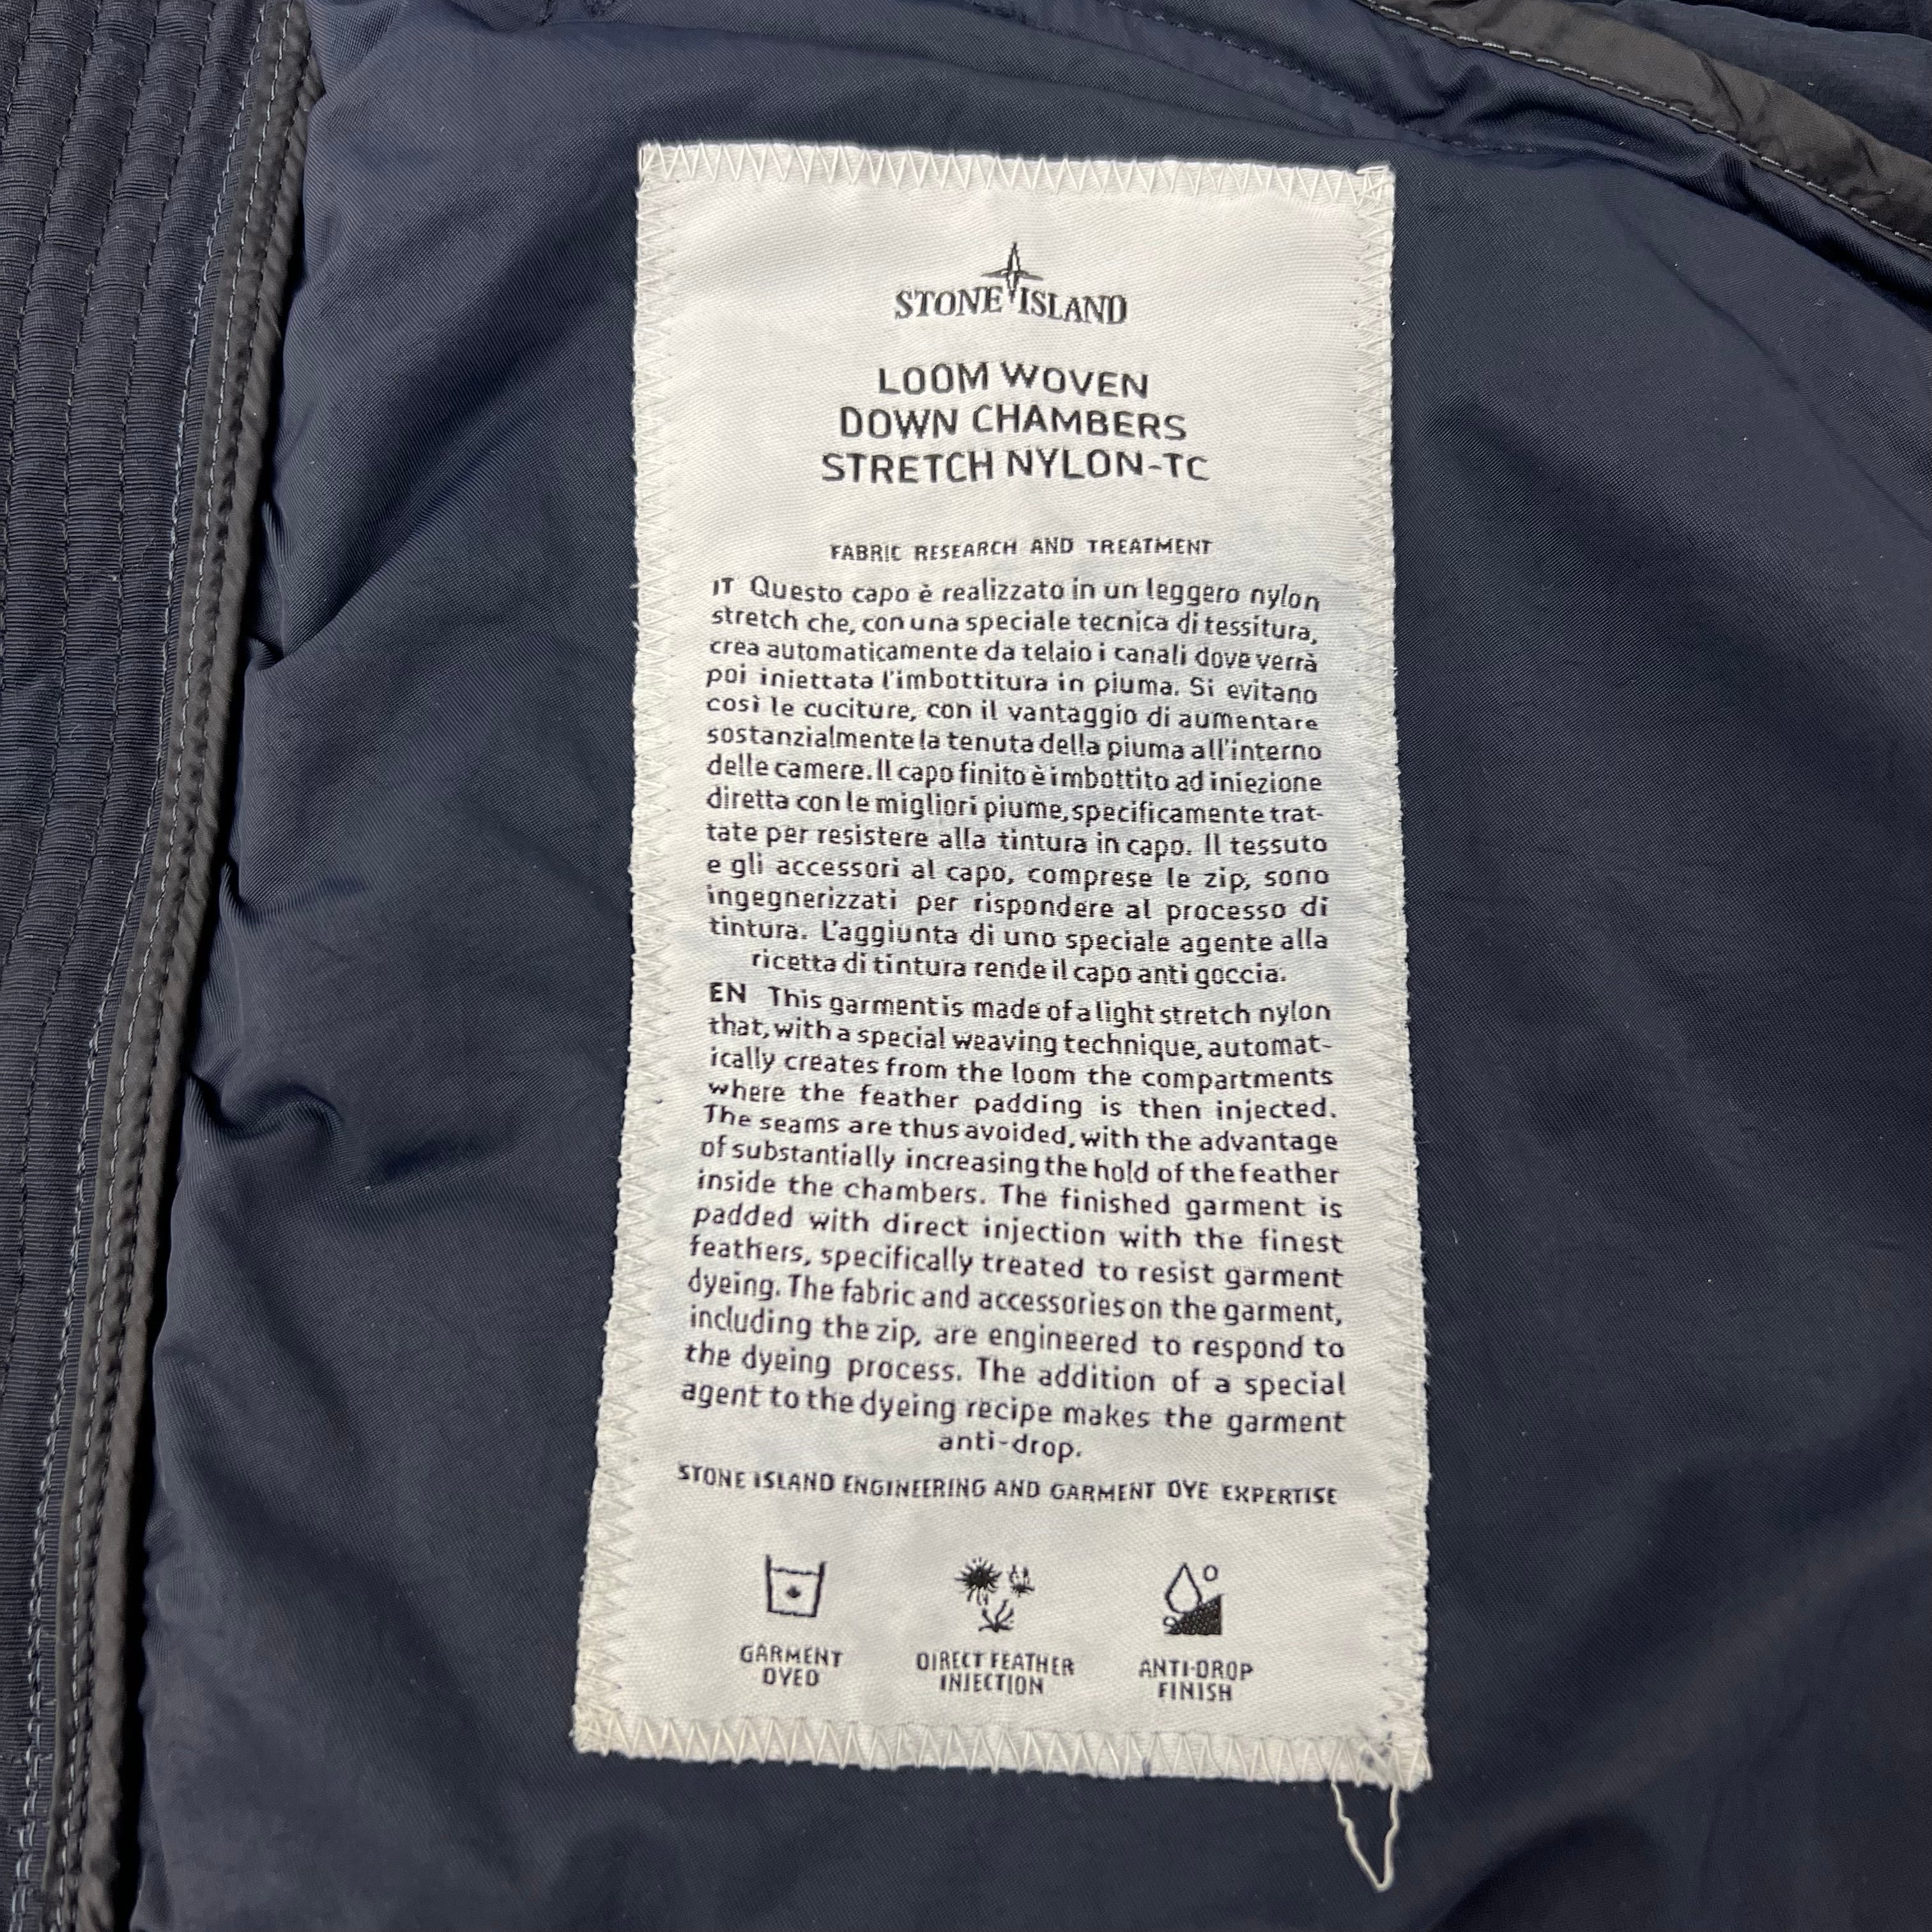 STONE ISLAND
LOOM WOVEN
DOWN CHAMBERS
STRETCH NYLON-TC
FABRIC RESEARCH AND TREATMENT
IT Questo capo è realizzato in un leggero nylon
stretch che, con una speciale tecnica di tessitura,
crea automaticamente da telaio i canali dove verrà
poi iniettata l'imbottitura in piuma. Si evitano
così le cuciture, con il vantaggio di aumentare
sostanzialmente la tenuta della piuma all'interno
delle camere. Il capo finito è imbottito ad iniezione
diretta con le migliori piume, specificamente trat-
tate per resistere alla tintura in capo. Il tessuto
e gli accessori al capo, comprese le zip, sono
ingegnerizzati per rispondere al processo di
tintura. L'aggiunta di uno speciale agente alla
ricetta di tintura rende il capo anti goccia.
EN This garment is made of a light stretch nylon
that, with a special weaving technique, automat-
ically creates from the loom the compartments
where the feather padding is then injected.
The seams are thus avoided, with the advantage
of substantially increasing the hold of the feather
inside the chambers. The finished garment is
padded with direct injection with the finest
feathers, specifically treated to resist garment
dyeing. The fabric and accessories on the garment,
including the zip, are engineered to respond to
the dyeing process. The addition of a special
agent to the dyeing recipe makes the garment
anti-drop.
STONE ISLAND ENGINEERING AND GARMENT DYE EXPERTISE
GARMENT
DYED
DIRECT FEATHER
INJECTION
ANTI-DROP
FINISH